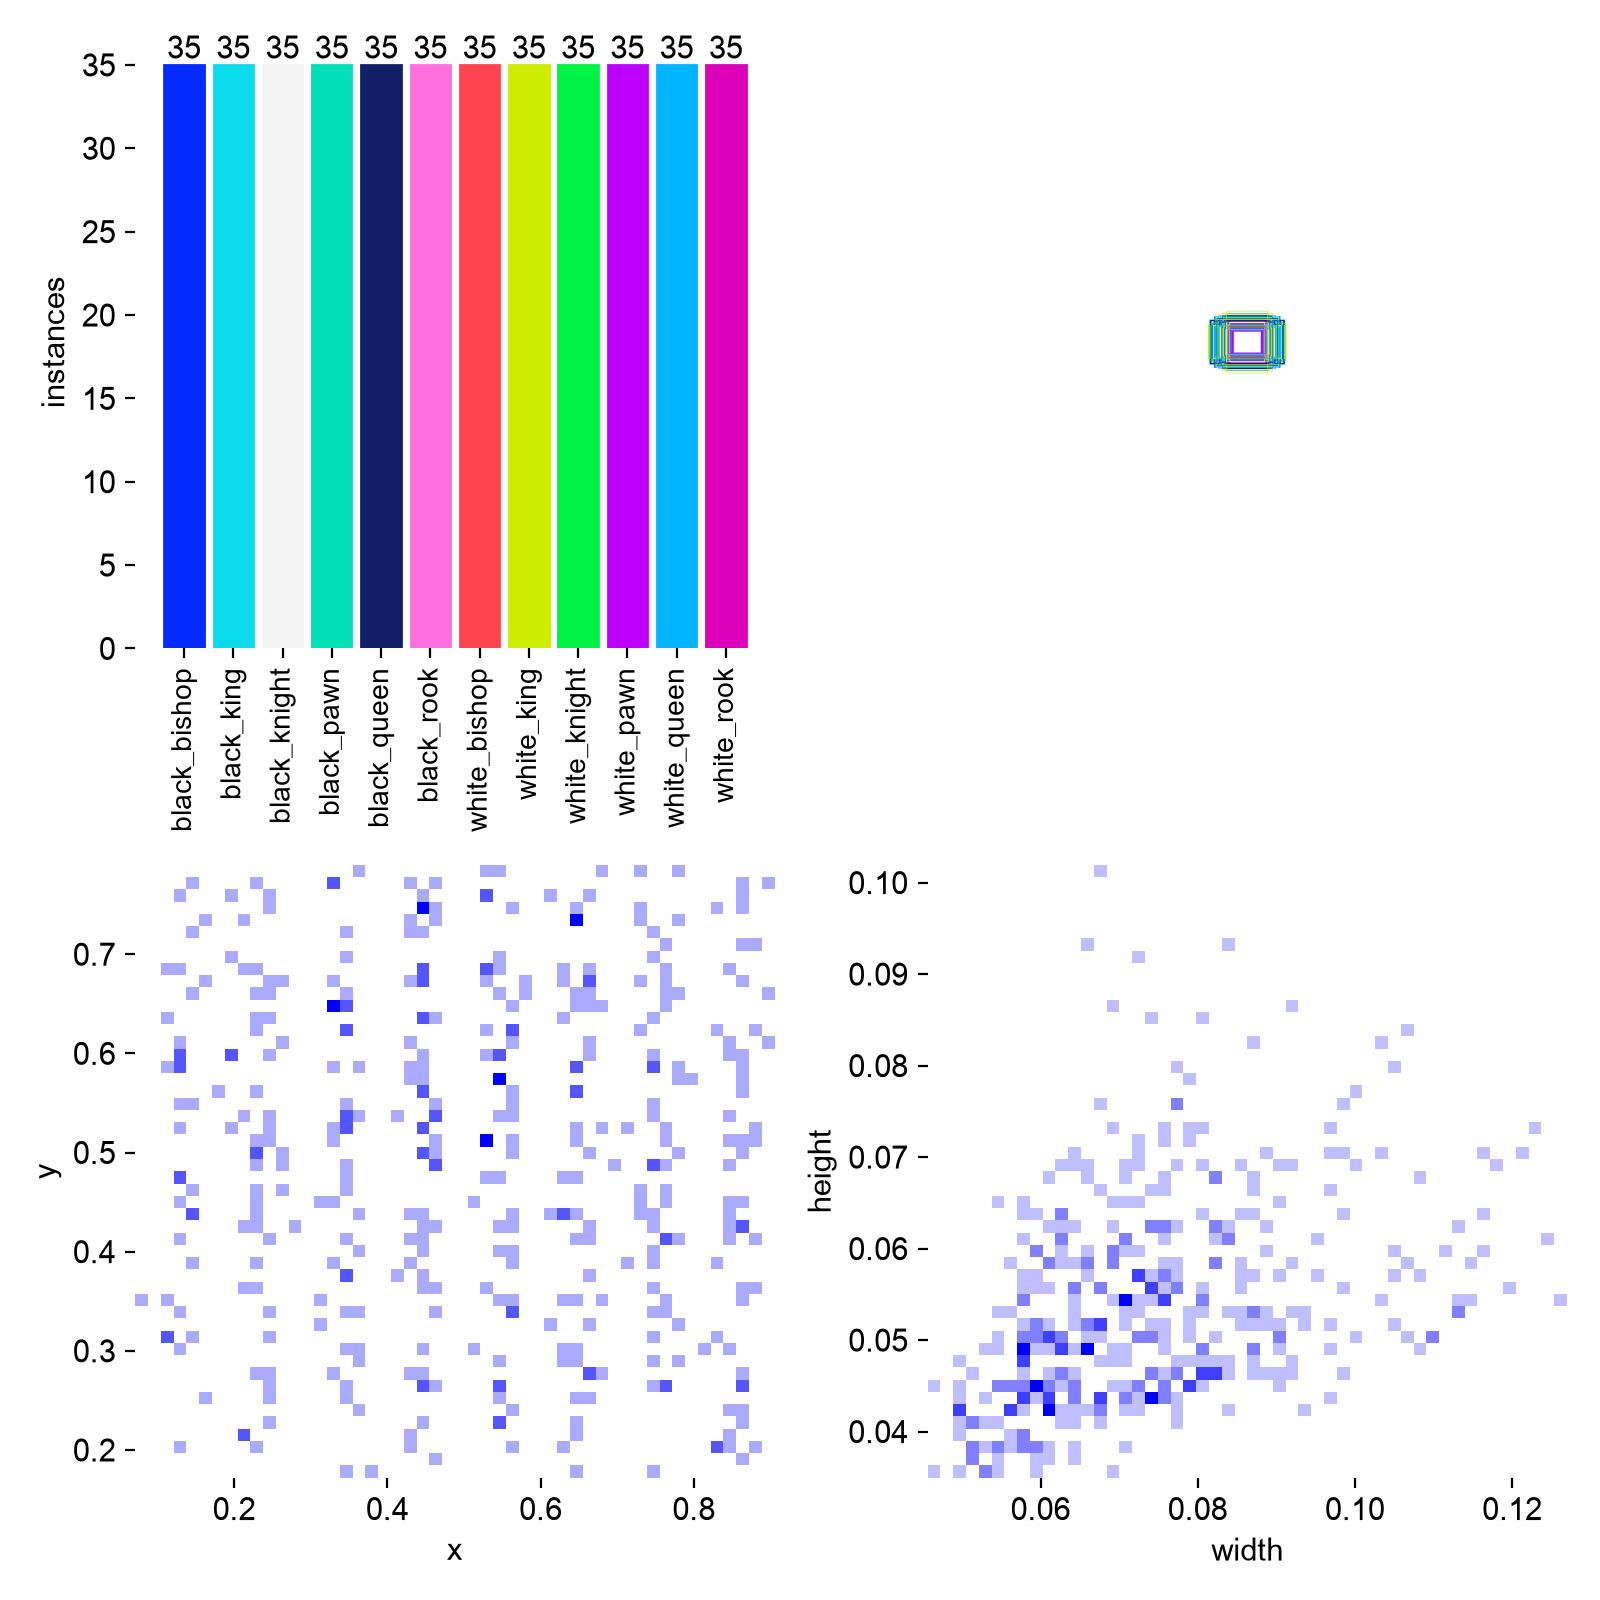 35 35 35 35 35 35 35 35 35 35 35 35
35
30
25
20
15
10
5
0
instances
black_bishop
black_king
black_knight
black_pawn
black_queen
black_rook
white_bishop
white_king
white_knight
white_pawn
white_queen
white_rook
0.7
0.6
0.5
0.4
0.3
0.2
y
0.2 0.4 0.6 0.8
x
0.10
0.09
0.08
0.07
0.06
0.05
0.04
height
0.06 0.08 0.10 0.12
width